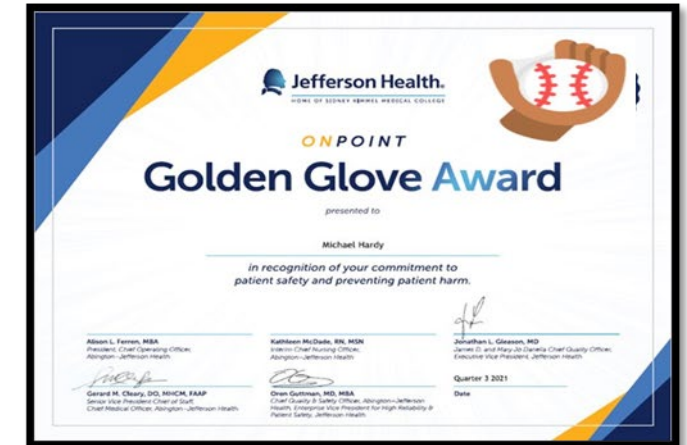 Jefferson Health.
HOME OF SIDNEY KIMMEL MEDICAL COLLEGE
ONPOINT
Golden Glove Award
presented to
Michael Hardy
in recognition of your commitment to
patient safety and preventing patient harm.
Alison L. Ferren, MBA
President, Chief Operating Officer,
Abington–Jefferson Health
Kathleen McDade, RN, MSN
Interim Chief Nursing Officer,
Abington–Jefferson Health
Jonathan L. Gleason, MD
James D. and Mary Jo Danella Chief Quality Officer,
Executive Vice President, Jefferson Health
Gerard M. Cleary, DO, MHCM, FAAP
Senior Vice President Chief of Staff,
Chief Medical Officer, Abington–Jefferson Health
Oren Guttman, MD, MBA
Chief Quality & Safety Officer, Abington–Jefferson
Health, Enterprise Vice President for High Reliability &
Patient Safety, Jefferson Health
Quarter 3 2021
Date